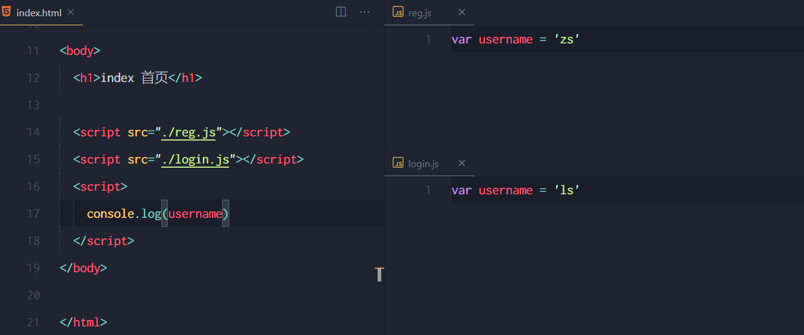 index.html
11 <body>
12 <h1>index 首页</h1>
13
14 <script src="./reg.js"></script>
15 <script src="./login.js"></script>
16 <script>
17 console.log(username)
18 </script>
19 </body>
20
21 </html>
reg.js
1 var username = 'zs'
login.js
1 var username = 'ls'